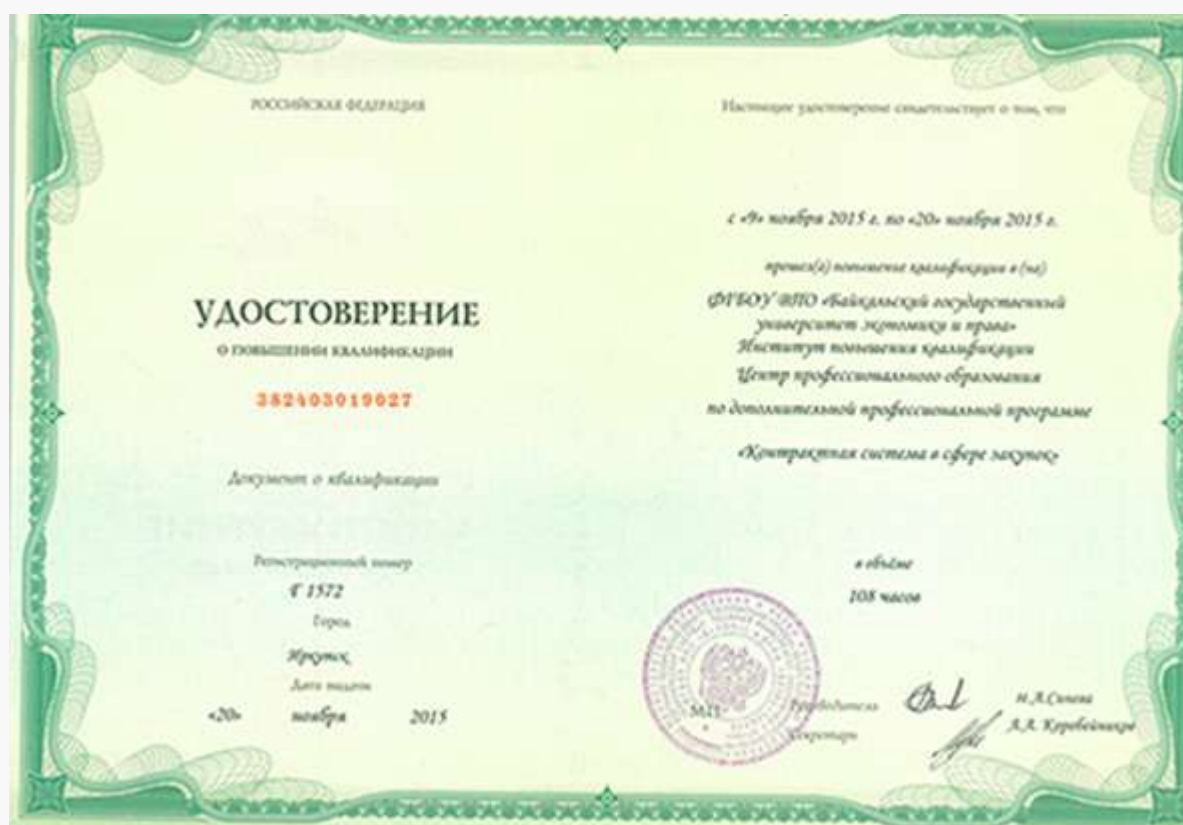 РОССИЙСКАЯ ФЕДЕРАЦИЯ
УДОСТОВЕРЕНИЕ
О ПОВЫШЕНИИ КВАЛИФИКАЦИИ
382403019027
Документ о квалификации
Регистрационный номер
1572
Город
Иркутск
Дата выдачи
«20» ноября 2015
Настоящее удостоверение свидетельствует о том, что
с «9» ноября 2015 г. по «20» ноября 2015 г.
прошел(а) повышение квалификации в (на)
ФГБОУ ВПО «Байкальский государственный
университет экономики и права»
Институт повышения квалификации
Центр профессионального образования
по дополнительной профессиональной программе
«Контрактная система в сфере закупок»
в объёме
108 часов
М.П.
Руководитель
Секретарь
А.А. Коробейников